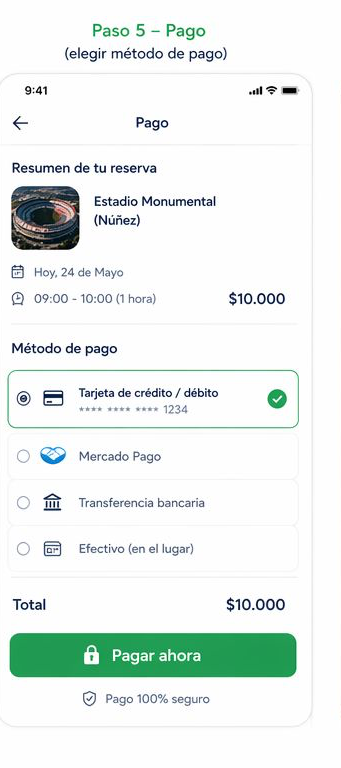 Paso 5 – Pago
(elegir método de pago)
9:41
Pago
Resumen de tu reserva
Estadio Monumental
(Núñez)
Hoy, 24 de Mayo
09:00 - 10:00 (1 hora)
$10.000
Método de pago
Tarjeta de crédito / débito
**** **** **** 1234
Mercado Pago
Transferencia bancaria
Efectivo (en el lugar)
Total
$10.000
Pagar ahora
Pago 100% seguro